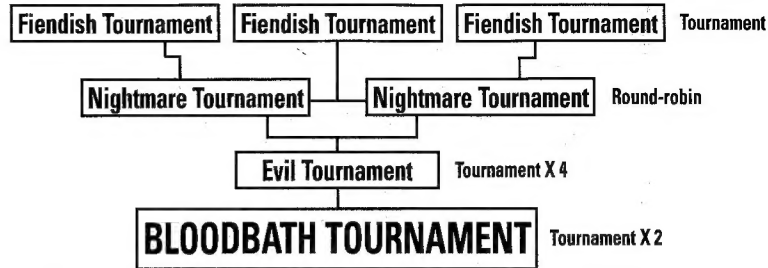 Fiendish Tournament Fiendish Tournament Fiendish Tournament Tournament
Nightmare Tournament Nightmare Tournament Round-robin
Evil Tournament Tournament X 4
BLOODBATH TOURNAMENT Tournament X 2